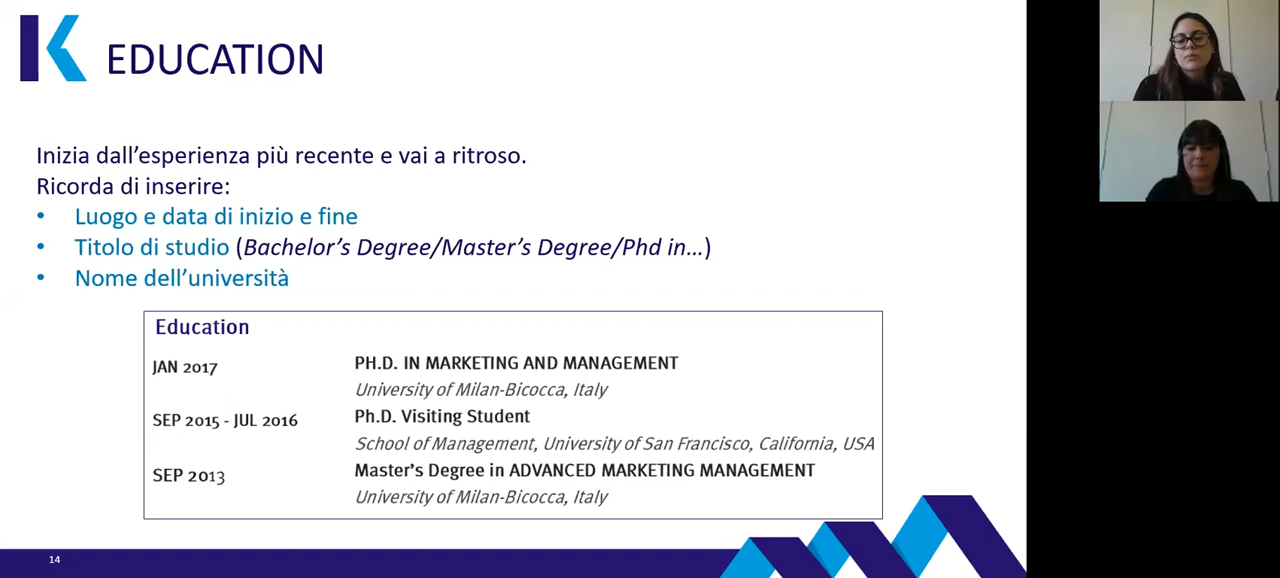 K EDUCATION
Inizia dall'esperienza più recente e vai a ritroso.
Ricorda di inserire:
• Luogo e data di inizio e fine
• Titolo di studio (Bachelor's Degree/Master's Degree/Phd in…)
• Nome dell'università
Education
JAN 2017 PH.D. IN MARKETING AND MANAGEMENT
University of Milan-Bicocca, Italy
SEP 2015 - JUL 2016 Ph.D. Visiting Student
School of Management, University of San Francisco, California, USA
SEP 2013 Master's Degree in ADVANCED MARKETING MANAGEMENT
University of Milan-Bicocca, Italy
14